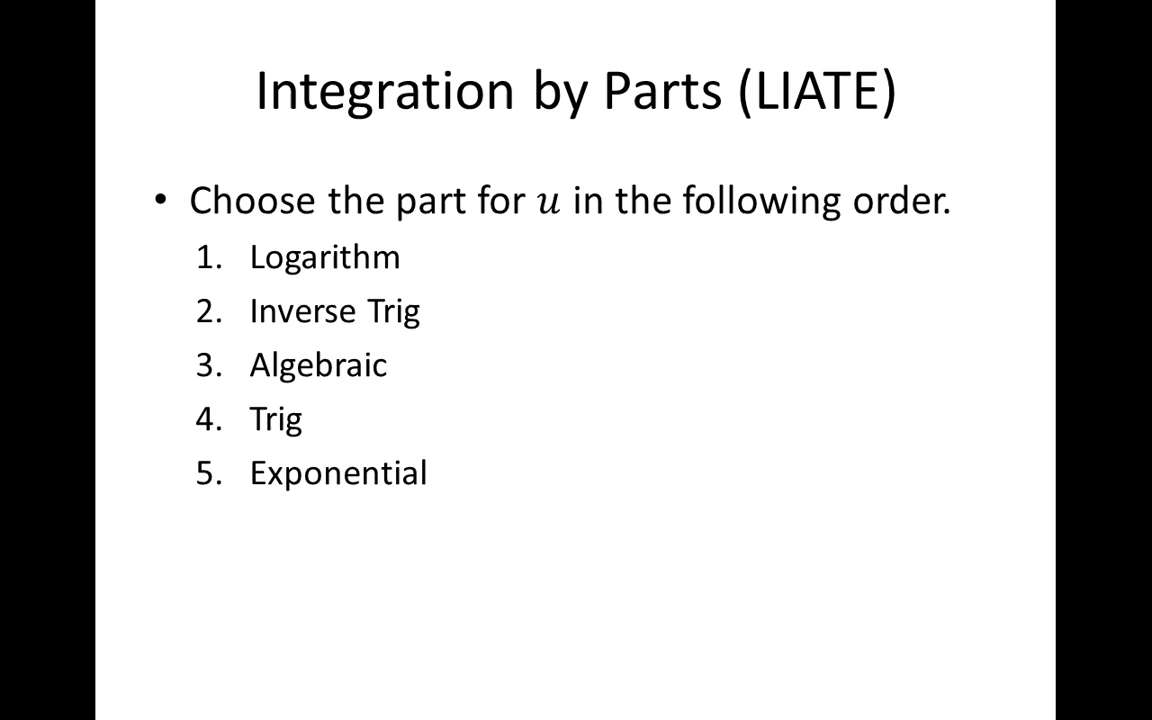 Integration by Parts (LIATE)
• Choose the part for 𝑢 in the following order.
1. Logarithm
2. Inverse Trig
3. Algebraic
4. Trig
5. Exponential